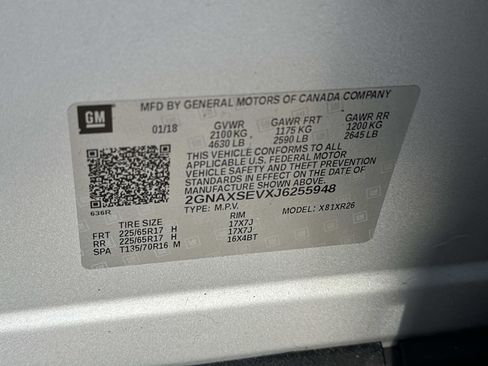 GM
MFD BY GENERAL MOTORS OF CANADA COMPANY
01/18 GVWR GAWR FRT GAWR RR
2100 KG 1175 KG 1200 KG
4630 LB 2590 LB 2645 LB
THIS VEHICLE CONFORMS TO ALL
APPLICABLE U.S. FEDERAL MOTOR
VEHICLE SAFETY AND THEFT PREVENTION
STANDARDS IN EFFECT ON THE DATE OF
MANUFACTURE SHOWN ABOVE.
2GNAXSEVXJ6255948
TYPE: M.P.V. MODEL: X81XR26
636R
TIRE SIZE RIM
FRT 225/65R17 H 17X7J
RR 225/65R17 H 17X7J
SPA T135/70R16 M 16X4BT